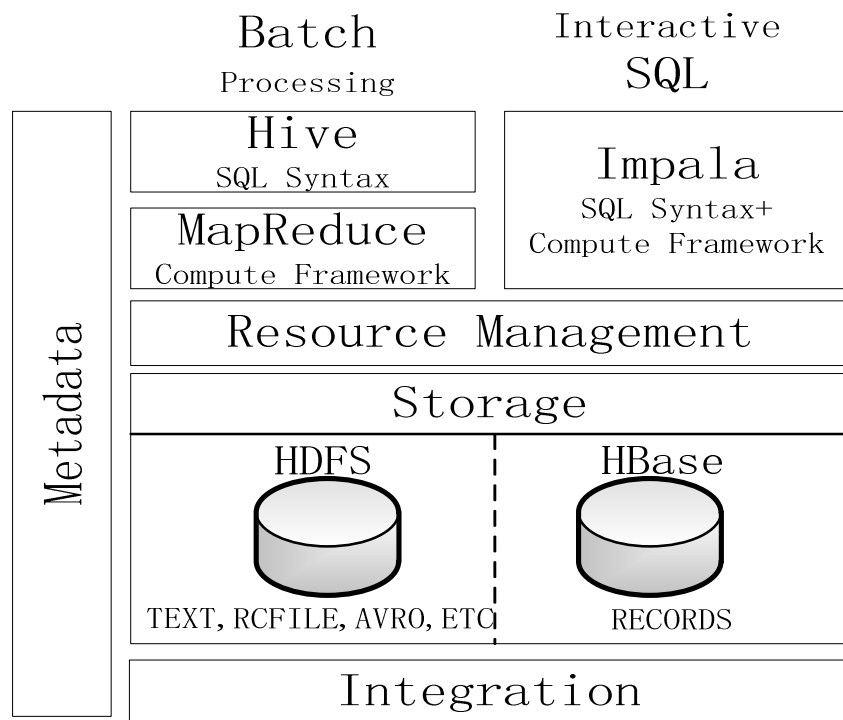 Batch
Processing
Interactive
SQL
Hive
SQL Syntax
MapReduce
Compute Framework
Impala
SQL Syntax+
Compute Framework
Metadata
Resource Management
Storage
HDFS
TEXT, RCFILE, AVRO, ETC
HBase
RECORDS
Integration